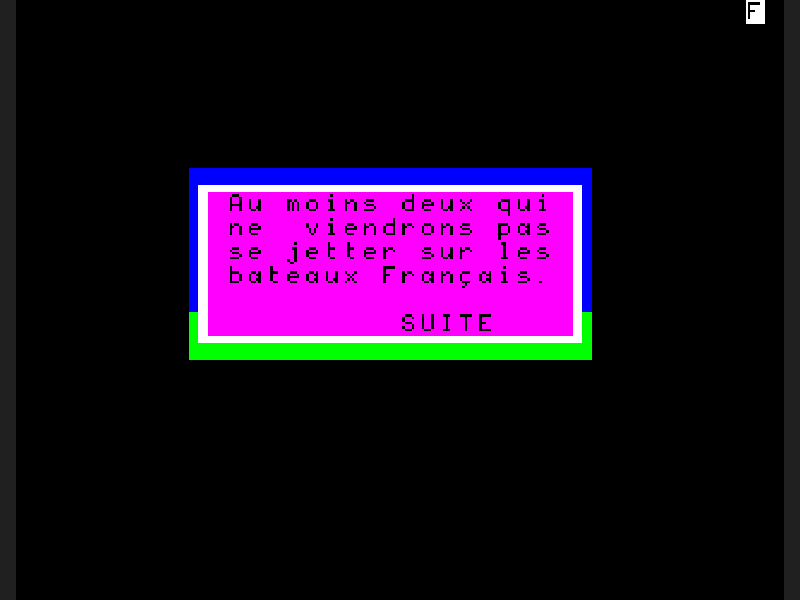 F
Au moins deux qui
ne viendrons pas
se jetter sur les
bateaux Français.
SUITE